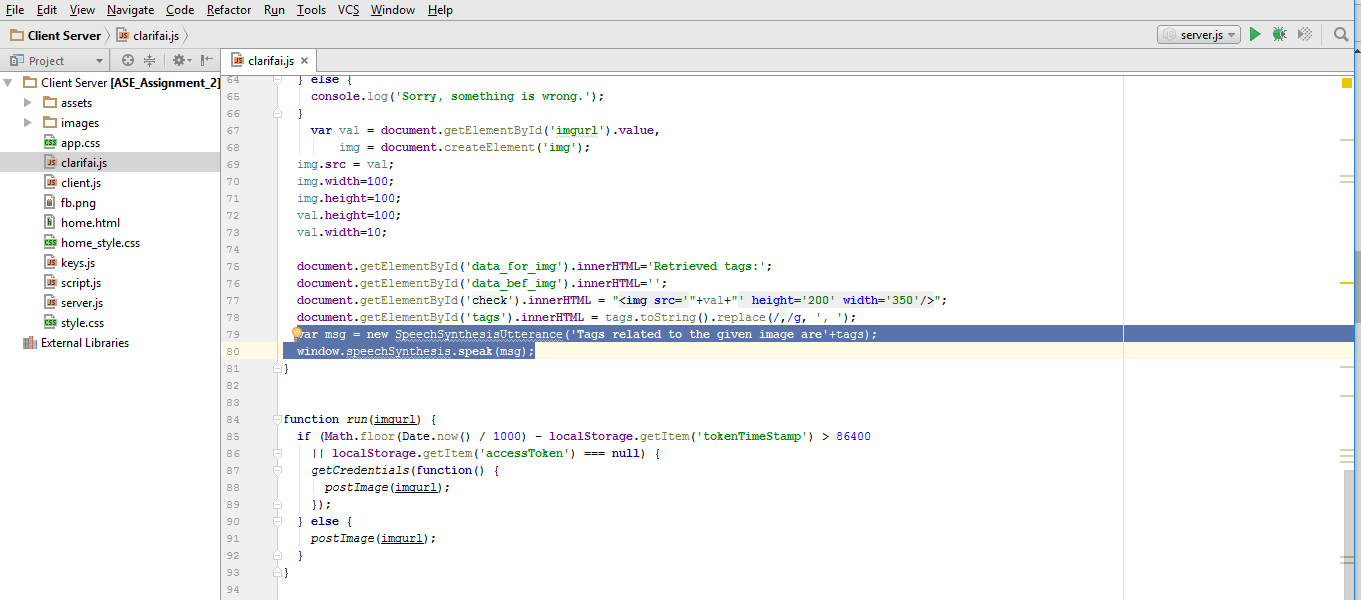 File Edit View Navigate Code Refactor Run Tools VCS Window Help
Client Server clarifai.js server.js
Project clarifai.js
Client Server [ASE_Assignment_2]
assets
images
app.css
clarifai.js
client.js
fb.png
home.html
home_style.css
keys.js
script.js
server.js
style.css
External Libraries
64 } else {
65 console.log('Sorry, something is wrong.');
66 }
67 var val = document.getElementById('imgurl').value,
68 img = document.createElement('img');
69 img.src = val;
70 img.width=100;
71 img.height=100;
72 val.height=100;
73 val.width=10;
74
75 document.getElementById('data_for_img').innerHTML='Retrieved tags:';
76 document.getElementById('data_bef_img').innerHTML='';
77 document.getElementById('check').innerHTML = "<img src='"+val+"' height='200' width='350'/>";
78 document.getElementById('tags').innerHTML = tags.toString().replace(/,/g, ', ');
79 var msg = new SpeechSynthesisUtterance('Tags related to the given image are'+tags);
80 window.speechSynthesis.speak(msg);
81 }
82
83
84 function run(imgurl) {
85 if (Math.floor(Date.now() / 1000) - localStorage.getItem('tokenTimeStamp') > 86400
86 || localStorage.getItem('accessToken') === null) {
87 getCredentials(function() {
88 postImage(imgurl);
89 });
90 } else {
91 postImage(imgurl);
92 }
93 }
94